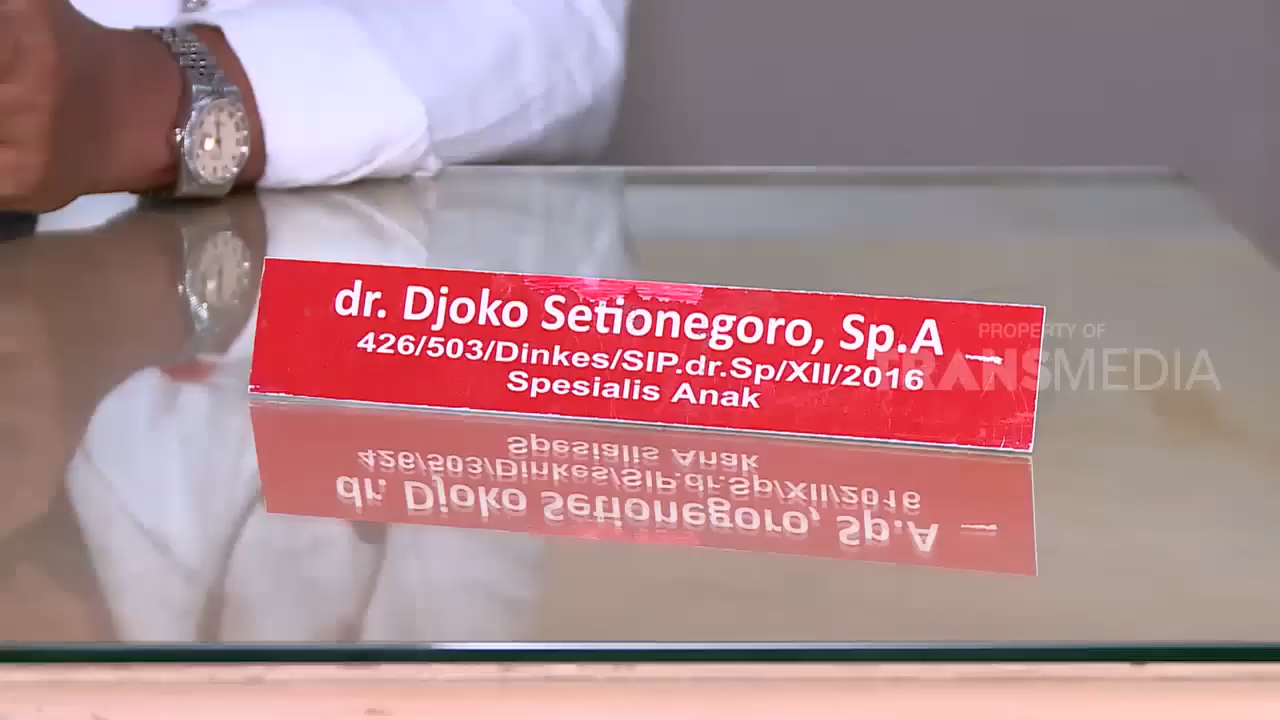 dr. Djoko Setionegoro, Sp.A
426/503/Dinkes/SIP.dr.Sp/XII/2016
Spesialis Anak
PROPERTY OF
TRANSMEDIA